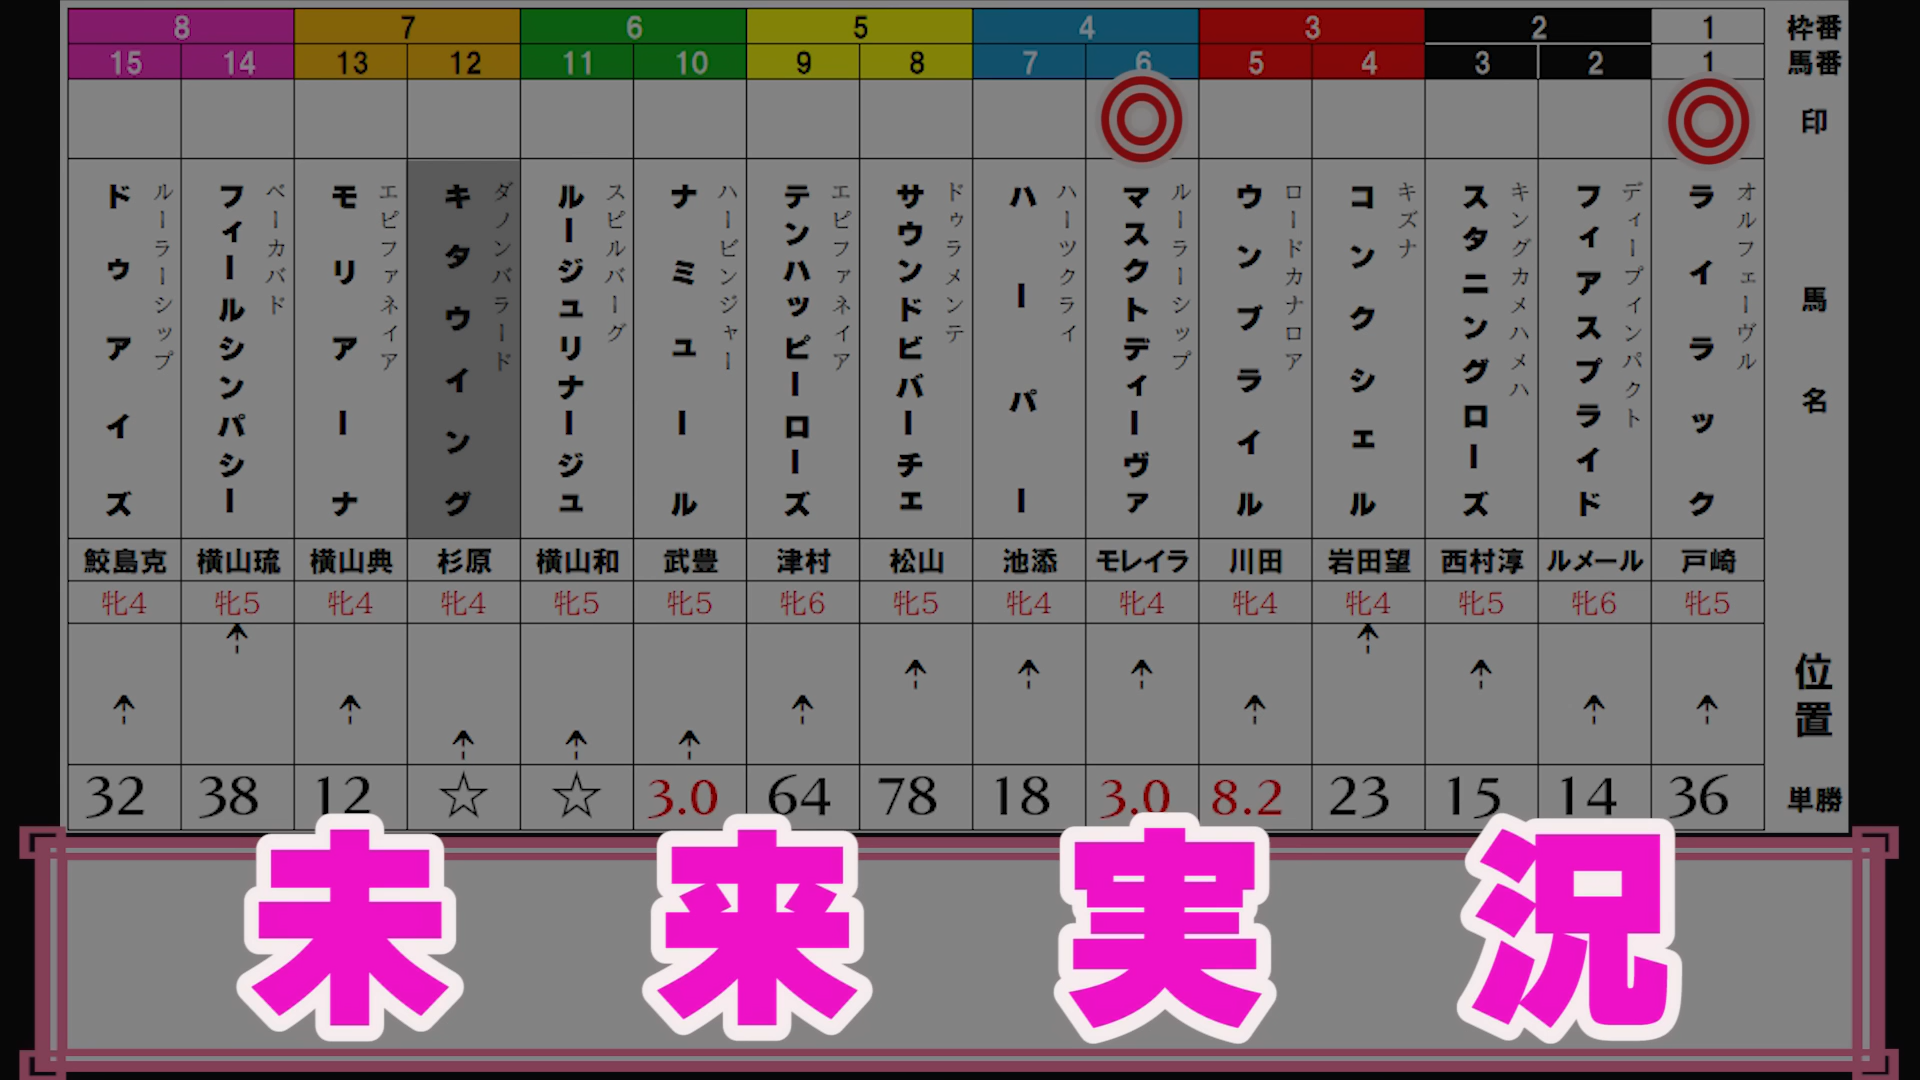 8 7 6 5 4 3 2 1 枠番
15 14 13 12 11 10 9 8 7 6 5 4 3 2 1 馬番
◎ ◎ 印
馬名
オルフェーヴル
ライラック
ディープインパクト
フィアスプライド
キングカメハメハ
スタニングローズ
キズナ
コンクシェル
ロードカナロア
ウンブライル
ルーラーシップ
マスクトディーヴァ
ハーツクライ
ハーパー
ドゥラメンテ
サウンドビバーチェ
エピファネイア
テンハッピーローズ
ハービンジャー
ナミュール
スピルバーグ
ルージュリナージュ
ダノンバラード
キタウイング
エピファネイア
モリアーナ
ベーカバド
フィールシンパシー
ルーラーシップ
ドゥアイズ
鮫島克 横山琉 横山典 杉原 横山和 武豊 津村 松山 池添 モレイラ 川田 岩田望 西村淳 ルメール 戸崎
牝4 牝5 牝4 牝4 牝5 牝5 牝6 牝5 牝4 牝4 牝4 牝4 牝5 牝6 牝5
位置
32 38 12 ☆ ☆ 3.0 64 78 18 3.0 8.2 23 15 14 36 単勝
未来実況